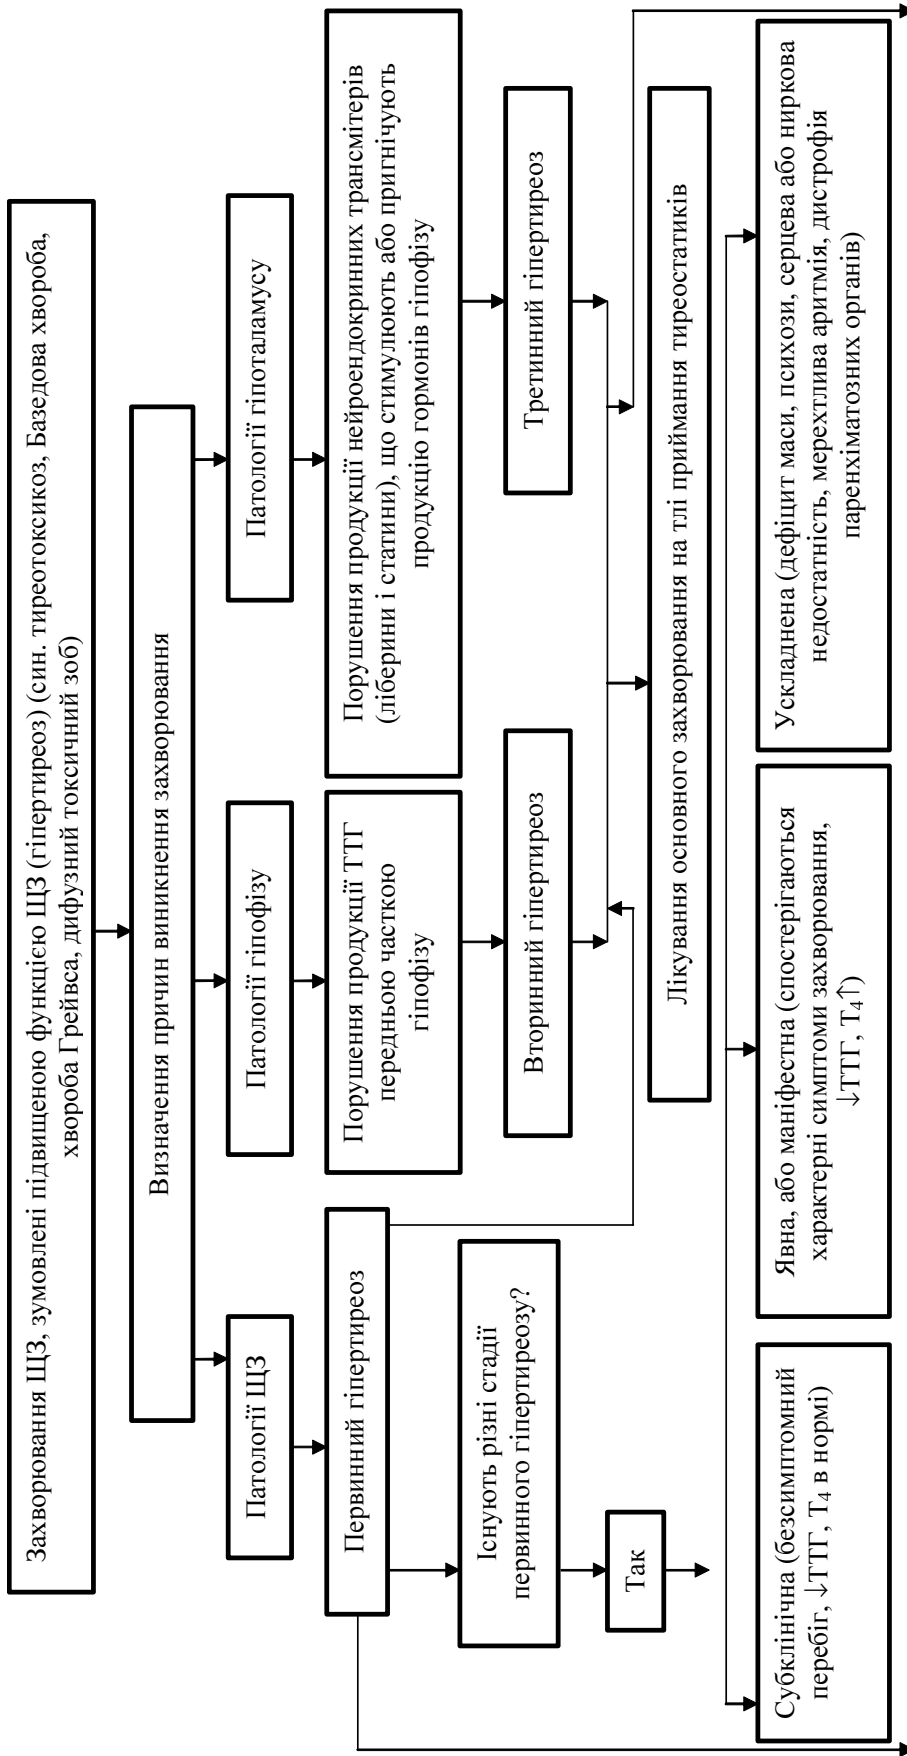 Захворювання ЩЗ, зумовлені підвищеною функцією ЩЗ (гіпертиреоз) (син. тиреотоксикоз, Базедова хвороба,
хвороба Грейвса, дифузний токсичний зоб)
Визначення причин виникнення захворювання
Патології ЩЗ
Патології гіпофізу
Патології гіпоталамусу
Первинний гіпертиреоз
Порушення продукції ТТГ
передньою часткою
гіпофізу
Порушення продукції нейроендокринних трансмітерів
(ліберини і статини), що стимулюють або пригнічують
продукцію гормонів гіпофізу
Існують різні стадії
первинного гіпертиреозу?
Вторинний гіпертиреоз
Третинний гіпертиреоз
Так
Лікування основного захворювання на тлі приймання тиреостатиків
Субклінічна (безсимптомний
перебіг, ↓ТТГ, Т₄ в нормі)
Явна, або маніфестна (спостерігаються
характерні симптоми захворювання,
↓ТТГ, Т₄↑)
Ускладнена (дефіцит маси, психози, серцева або ниркова
недостатність, мерехтлива аритмія, дистрофія
паренхіматозних органів)